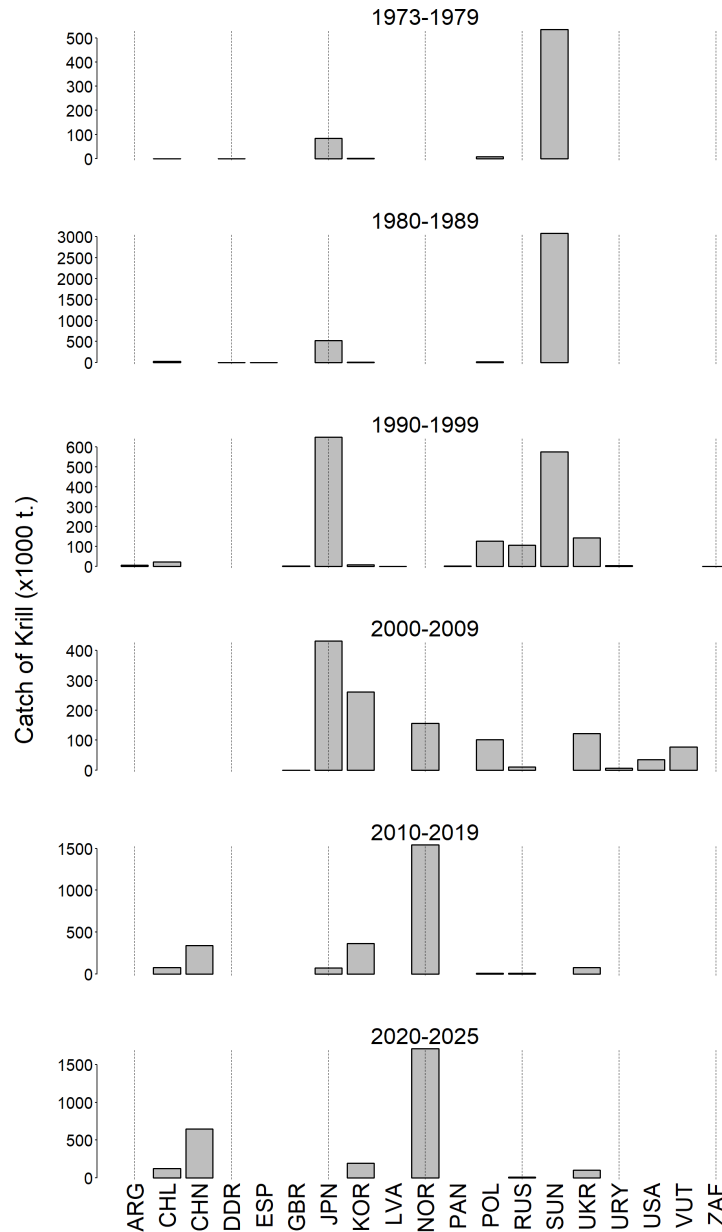 1973-1979
500
400
300
200
100
0
1980-1989
3000
2500
2000
1500
1000
500
0
1990-1999
600
500
400
300
200
100
0
Catch of Krill (x1000 t.)
2000-2009
400
300
200
100
0
2010-2019
1500
1000
500
0
2020-2025
1500
1000
500
0
ARG
CHL
CHN
DDR
ESP
GBR
JPN
KOR
LVA
NOR
PAN
POL
RUS
SUN
UKR
URY
USA
VUT
ZAF